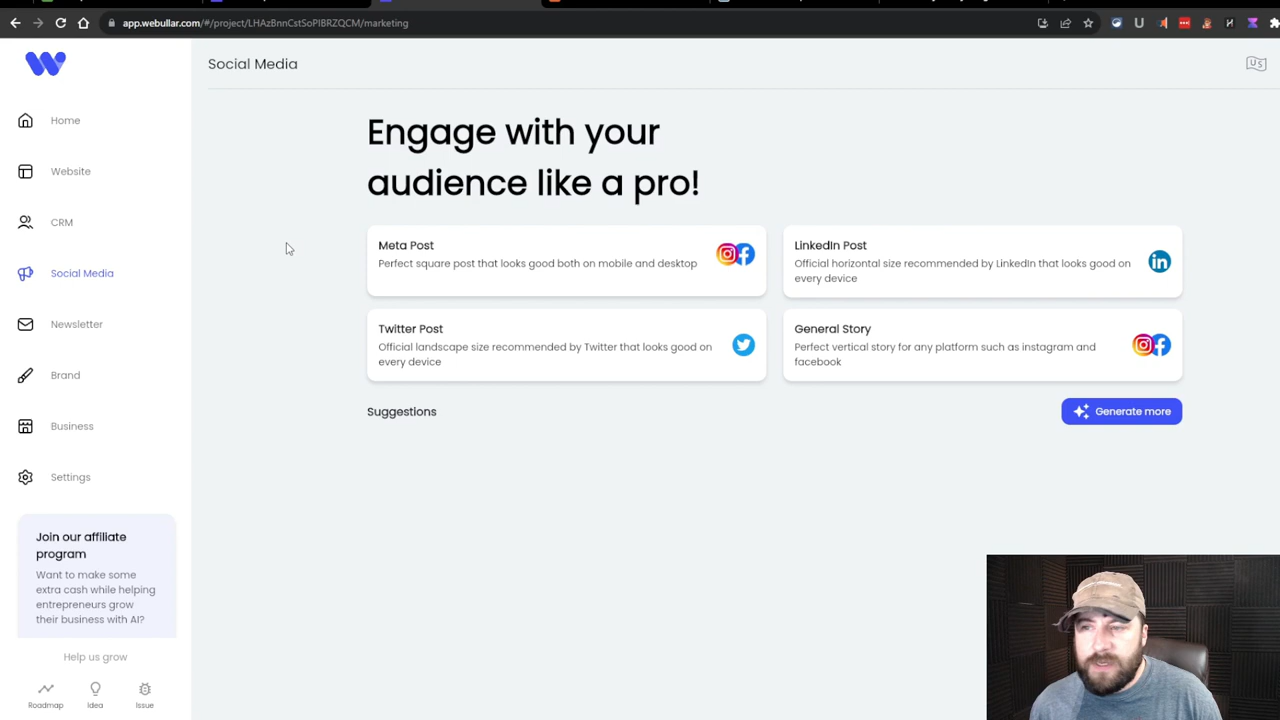 app.webullar.com/#/project/LHAzBnnCstSoPlBRZQCM/marketing
Social Media
US
Home
Website
CRM
Social Media
Newsletter
Brand
Business
Settings
Join our affiliate
program
Want to make some
extra cash while helping
entrepreneurs grow
their business with AI?
Help us grow
Roadmap
Idea
Issue
Engage with your
audience like a pro!
Meta Post
Perfect square post that looks good both on mobile and desktop
LinkedIn Post
Official horizontal size recommended by LinkedIn that looks good on
every device
Twitter Post
Official landscape size recommended by Twitter that looks good on
every device
General Story
Perfect vertical story for any platform such as instagram and
facebook
Suggestions
Generate more